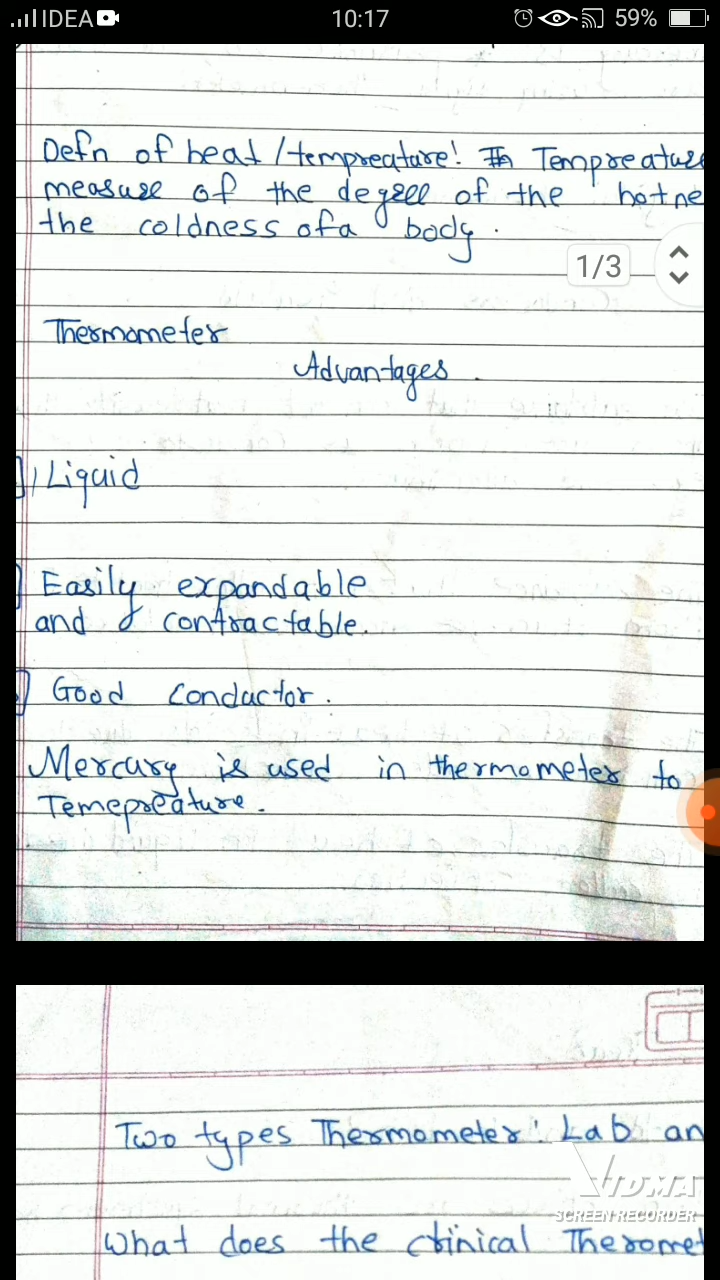 IDEA 10:17 59%
Defn of heat / tempreature! Tempreature
measure of the degree of the hotne
the coldness of a body.
1/3
Thermometer
Advantages.
Liquid
Easily expandable
and contractable.
Good conductor.
Mercury is used in thermometer to
Temepreature.
Two types Thermometer: Lab an
VIDMA
SCREEN RECORDER
What does the clinical Theromet